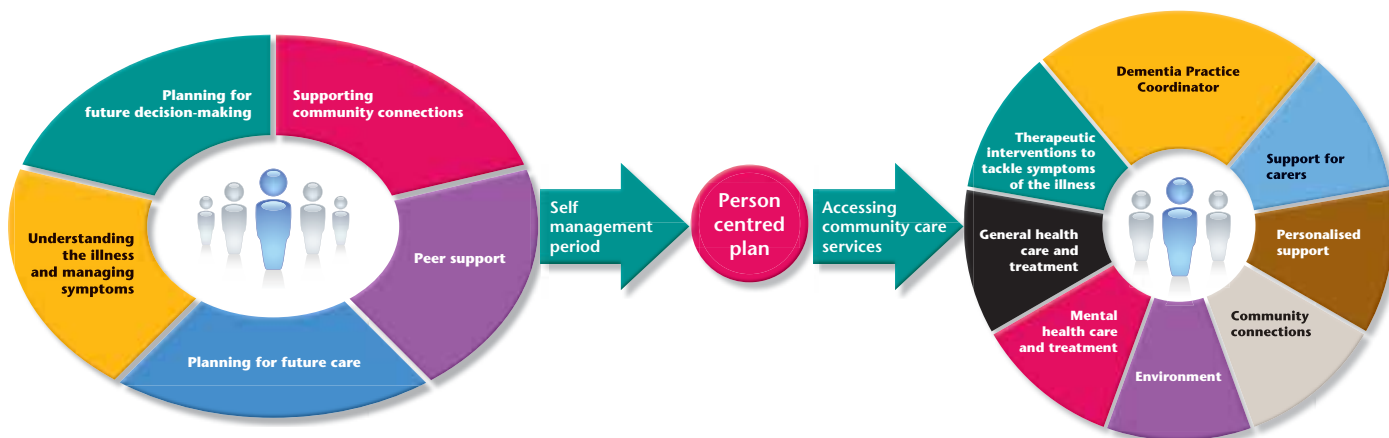 Planning for
future decision-making
Supporting
community connections
Understanding
the illness
and managing
symptoms
Peer support
Planning for future care
Self
management
period
Person
centred
plan
Accessing
community care
services
Dementia Practice
Coordinator
Therapeutic
interventions to
tackle symptoms
of the illness
Support for
carers
General health
care and
treatment
Personalised
support
Mental
health care
and treatment
Community
connections
Environment